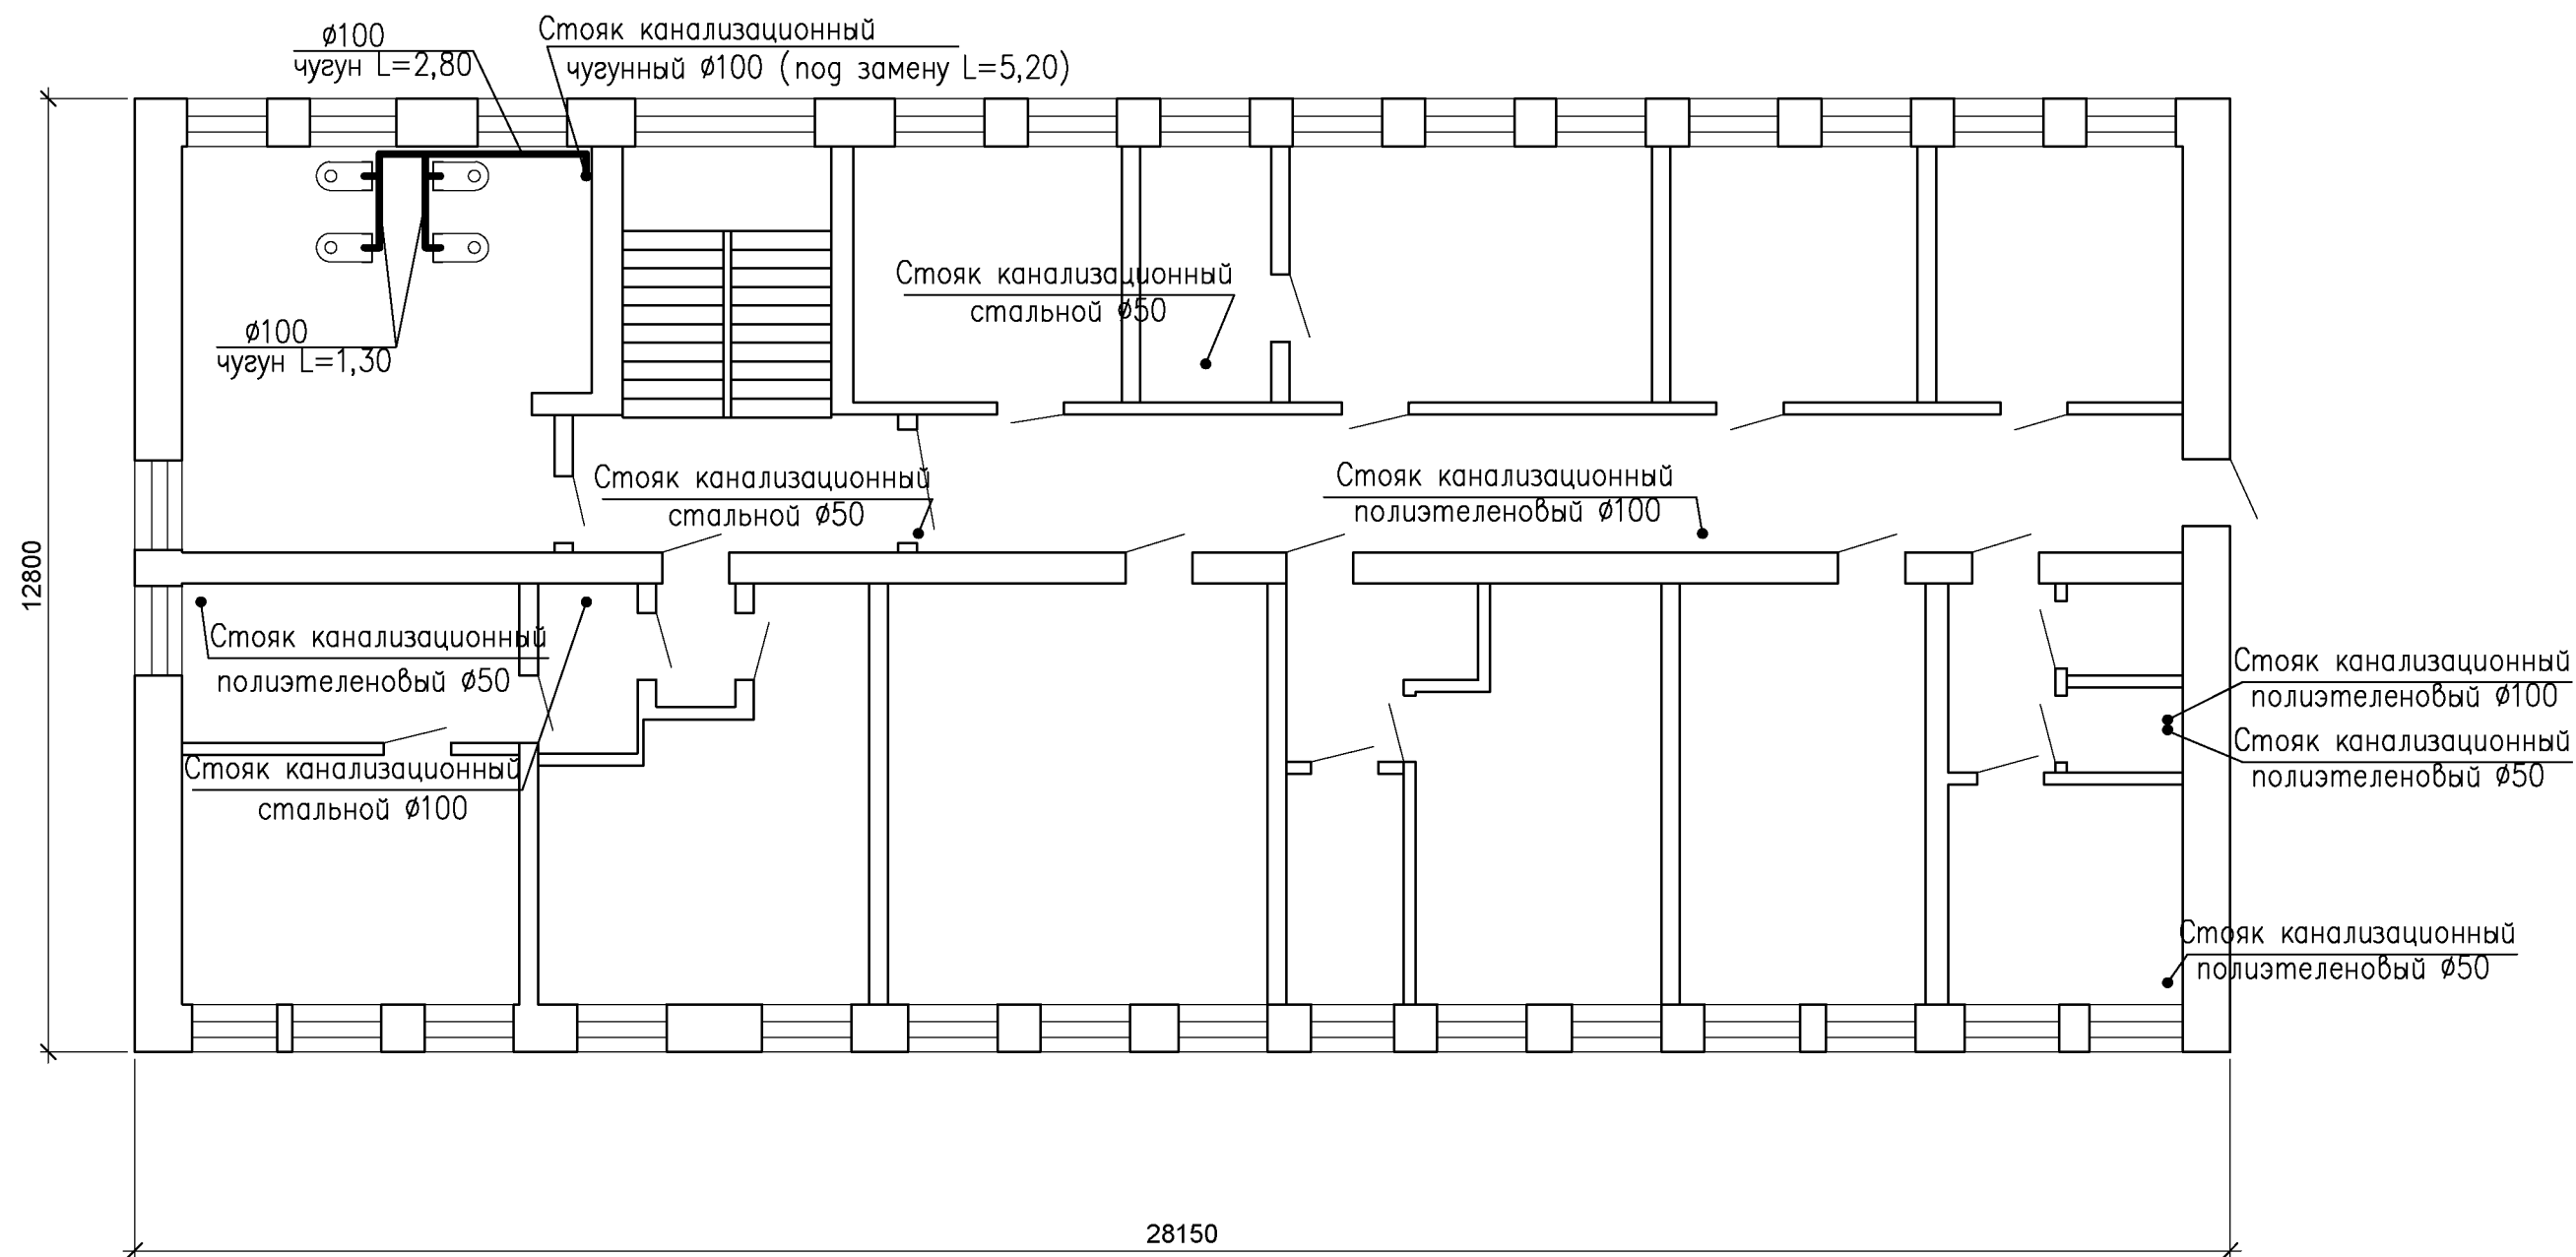 ø100
чугун L=2,80
Стояк канализационный
чугунный ø100 (под замену L=5,20)
Стояк канализационный
стальной ø50
ø100
чугун L=1,30
Стояк канализационный
стальной ø50
Стояк канализационный
полиэтеленовый ø100
12800
Стояк канализационный
полиэтеленовый ø50
Стояк канализационный
полиэтеленовый ø100
Стояк канализационный
полиэтеленовый ø50
Стояк канализационный
стальной ø100
Стояк канализационный
полиэтеленовый ø50
28150